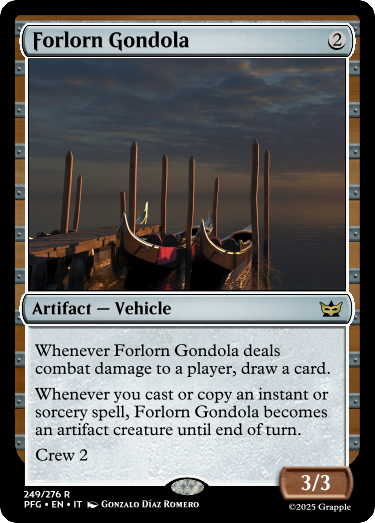 Forlorn Gondola
2
Artifact — Vehicle
Whenever Forlorn Gondola deals
combat damage to a player, draw a card.
Whenever you cast or copy an instant or
sorcery spell, Forlorn Gondola becomes
an artifact creature until end of turn.
Crew 2
3/3
249/276 R
PFG • EN • IT Gonzalo Díaz Romero
©2025 Grapple